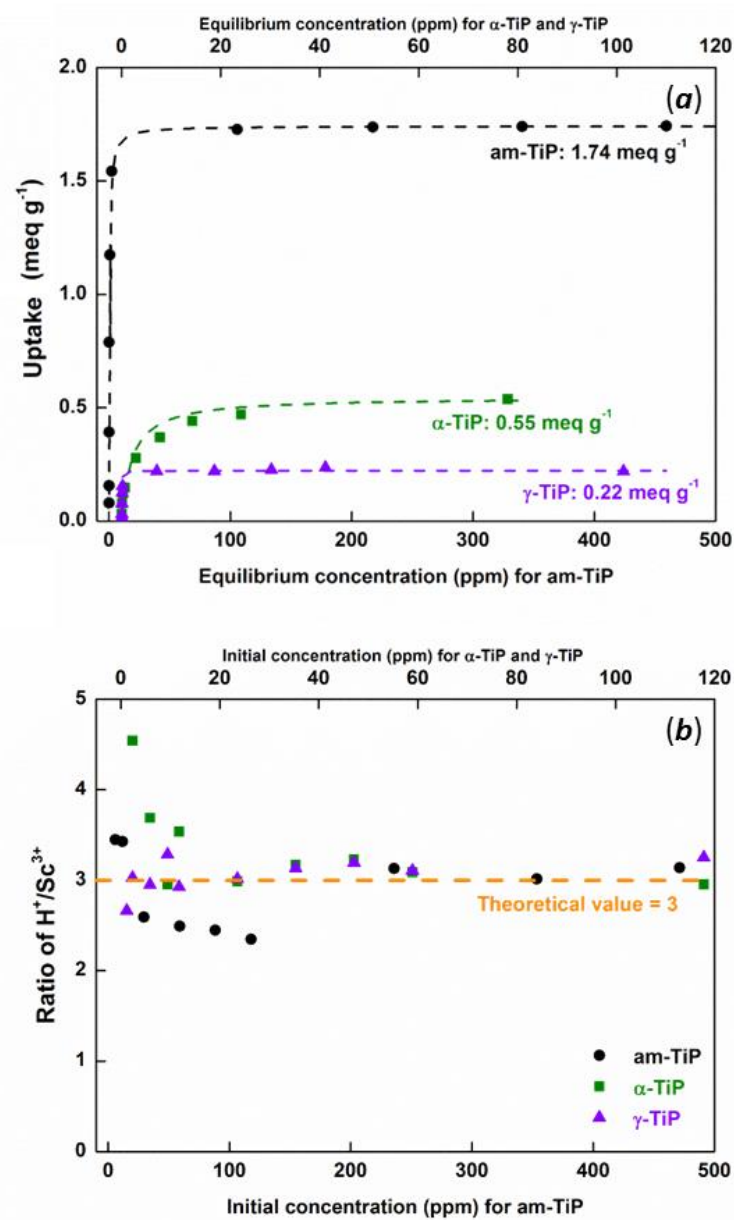 Equilibrium concentration (ppm) for α-TiP and γ-TiP
0 20 40 60 80 100 120
(a)
2.0
1.5
1.0
0.5
0.0
Uptake (meq g⁻¹)
am-TiP: 1.74 meq g⁻¹
α-TiP: 0.55 meq g⁻¹
γ-TiP: 0.22 meq g⁻¹
0 100 200 300 400 500
Equilibrium concentration (ppm) for am-TiP
Initial concentration (ppm) for α-TiP and γ-TiP
0 20 40 60 80 100 120
(b)
5
4
3
2
1
0
Ratio of H⁺/Sc³⁺
Theoretical value = 3
am-TiP
α-TiP
γ-TiP
0 100 200 300 400 500
Initial concentration (ppm) for am-TiP